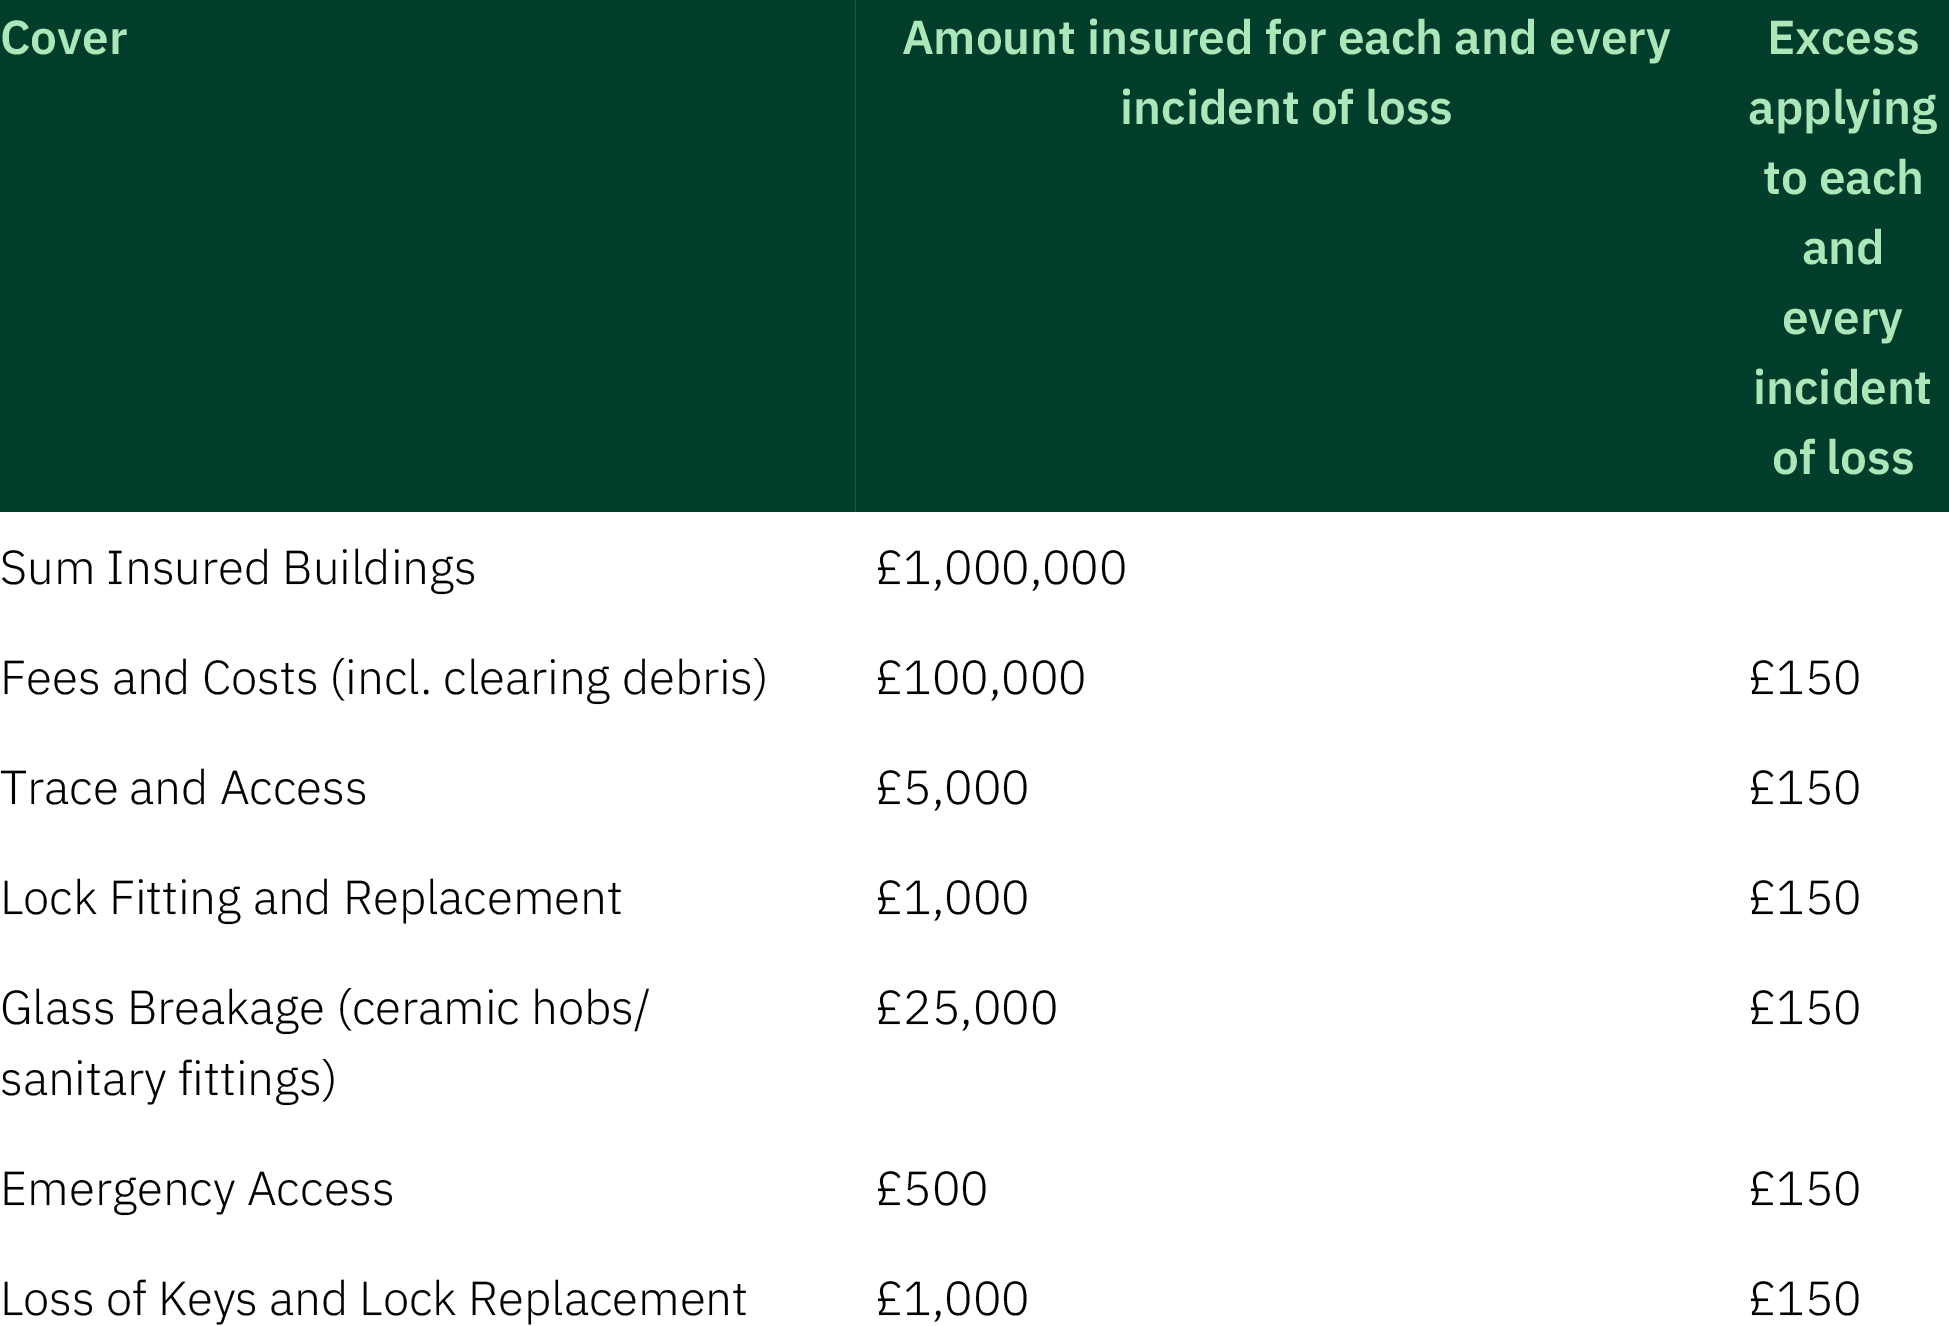 Cover
Amount insured for each and every
incident of loss
Excess
applying
to each
and
every
incident
of loss
Sum Insured Buildings £1,000,000
Fees and Costs (incl. clearing debris) £100,000 £150
Trace and Access £5,000 £150
Lock Fitting and Replacement £1,000 £150
Glass Breakage (ceramic hobs/ £25,000 £150
sanitary fittings)
Emergency Access £500 £150
Loss of Keys and Lock Replacement £1,000 £150